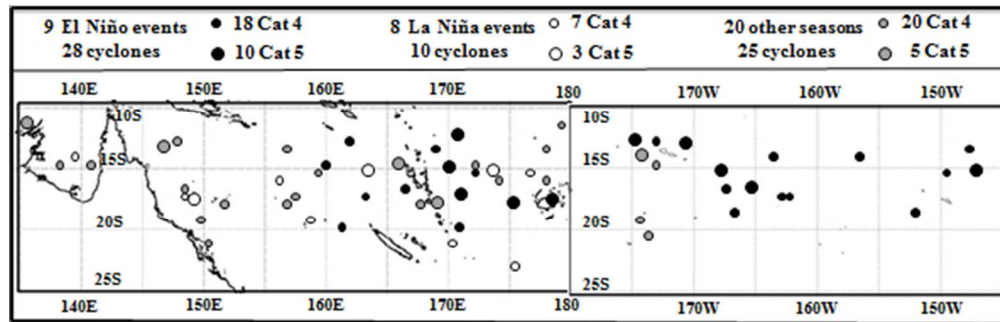 9 El Niño events 18 Cat 4 8 La Niña events 7 Cat 4 20 other seasons 20 Cat 4
28 cyclones 10 Cat 5 10 cyclones 3 Cat 5 25 cyclones 5 Cat 5
140E 150E 160E 170E 180 170W 160W 150W
10S 10S
15S 15S
20S 20S
25S 25S
140E 150E 160E 170E 180 170W 160W 150W